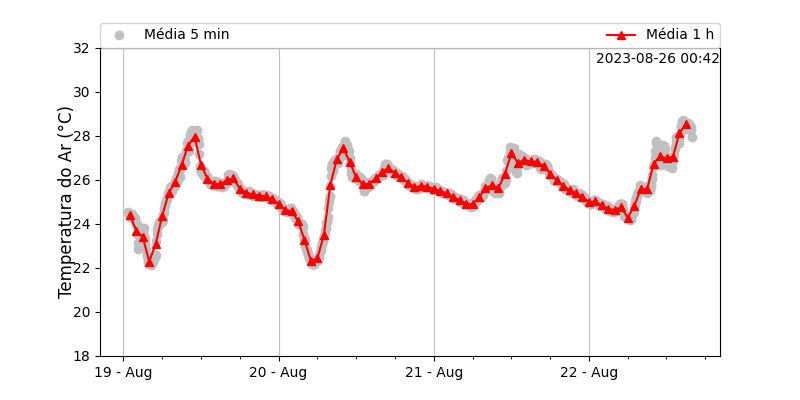 Média 5 min
Média 1 h
2023-08-26 00:42
Temperatura do Ar (°C)
32
30
28
26
24
22
20
18
19 - Aug
20 - Aug
21 - Aug
22 - Aug